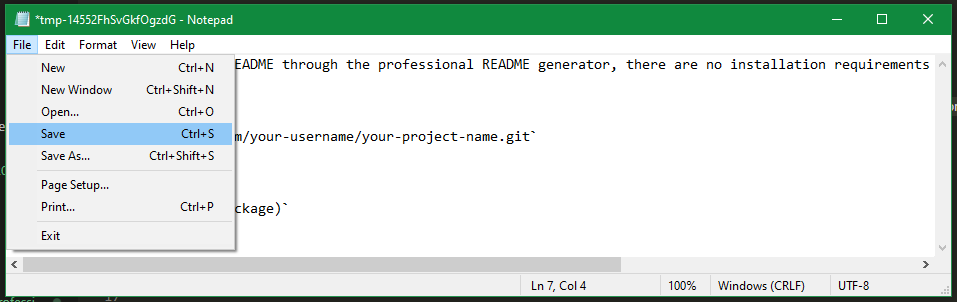 *tmp-14552FhSvGkfOgzdG - Notepad
File Edit Format View Help
New Ctrl+N
New Window Ctrl+Shift+N
Open... Ctrl+O
Save Ctrl+S
Save As... Ctrl+Shift+S
Page Setup...
Print... Ctrl+P
Exit
EADME through the professional README generator, there are no installation requirements
m/your-username/your-project-name.git`
ckage)`
Ln 7, Col 4 100% Windows (CRLF) UTF-8